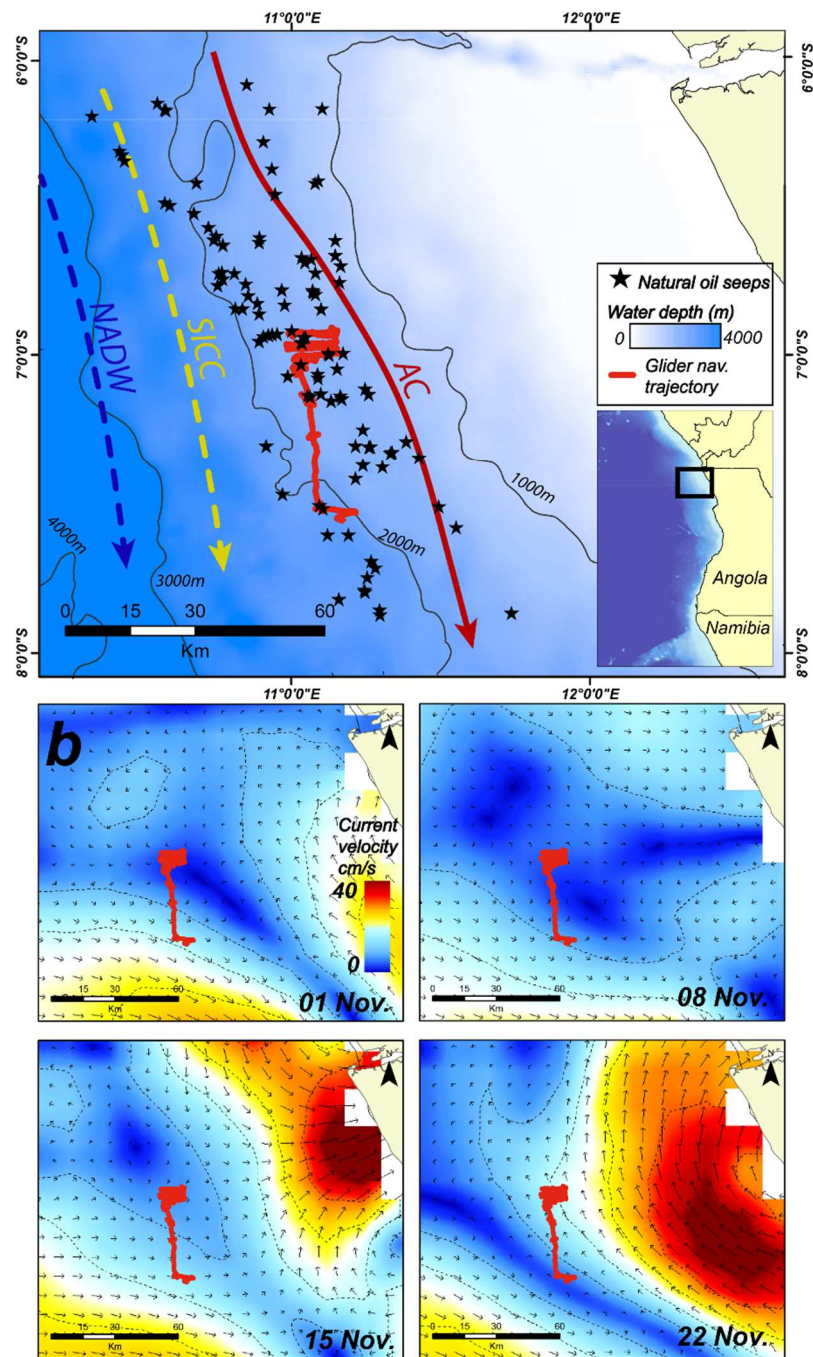 11°0'0"E 12°0'0"E
6°0'0"S 6°0'0"S
★ Natural oil seeps
Water depth (m)
0 4000
Glider nav.
trajectory
NADW
SICC
AC
7°0'0"S 7°0'0"S
1000m
2000m
3000m
4000m
Angola
Namibia
0 15 30 60
Km
8°0'0"S 8°0'0"S
11°0'0"E 12°0'0"E
b
N
Current
velocity
cm/s
40
0
0 15 30 60
Km
01 Nov.
N
0 15 30 60
Km
08 Nov.
N
0 15 30 60
Km
15 Nov.
N
0 15 30 60
Km
22 Nov.